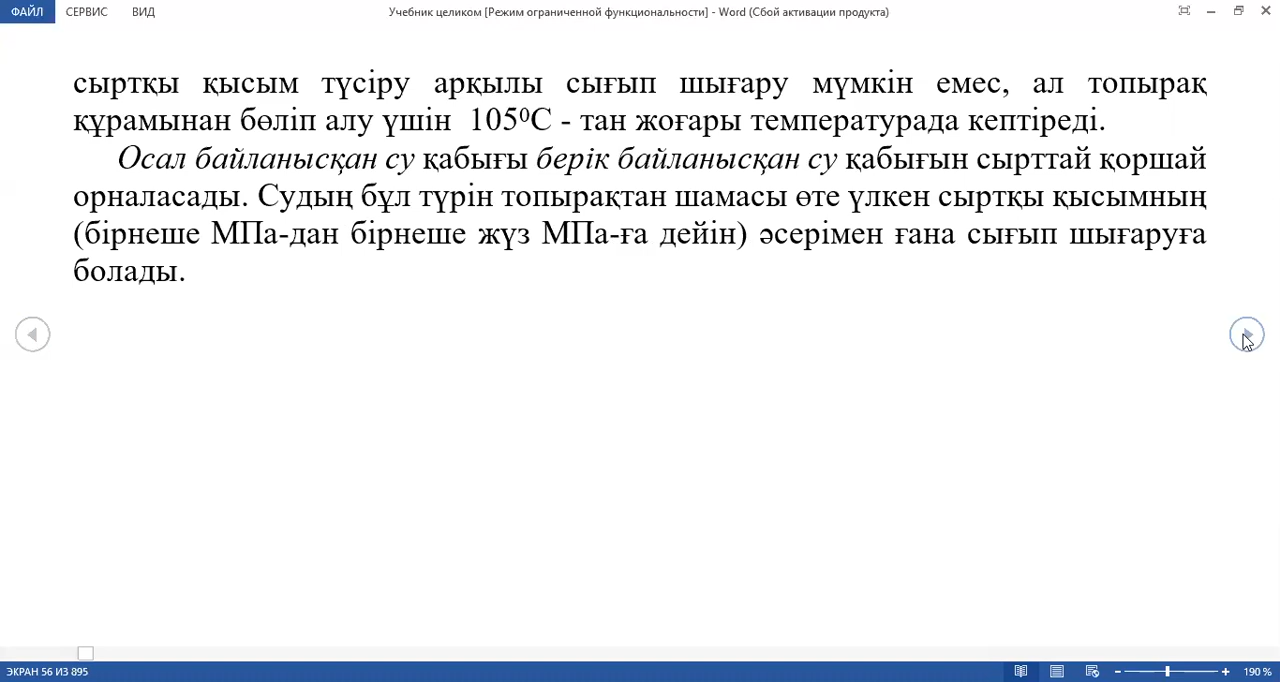 ФАЙЛ СЕРВИС ВИД Учебник целиком [Режим ограниченной функциональности] - Word (Сбой активации продукта)
сыртқы қысым түсіру арқылы сығып шығару мүмкін емес, ал топырақ
құрамынан бөліп алу үшін 105⁰С - тан жоғары температурада кептіреді.
Осал байланысқан су қабығы берік байланысқан су қабығын сырттай қоршай
орналасады. Судың бұл түрін топырақтан шамасы өте үлкен сыртқы қысымның
(бірнеше МПа-дан бірнеше жүз МПа-ға дейін) әсерімен ғана сығып шығаруға
болады.
ЭКРАН 56 ИЗ 895 190 %